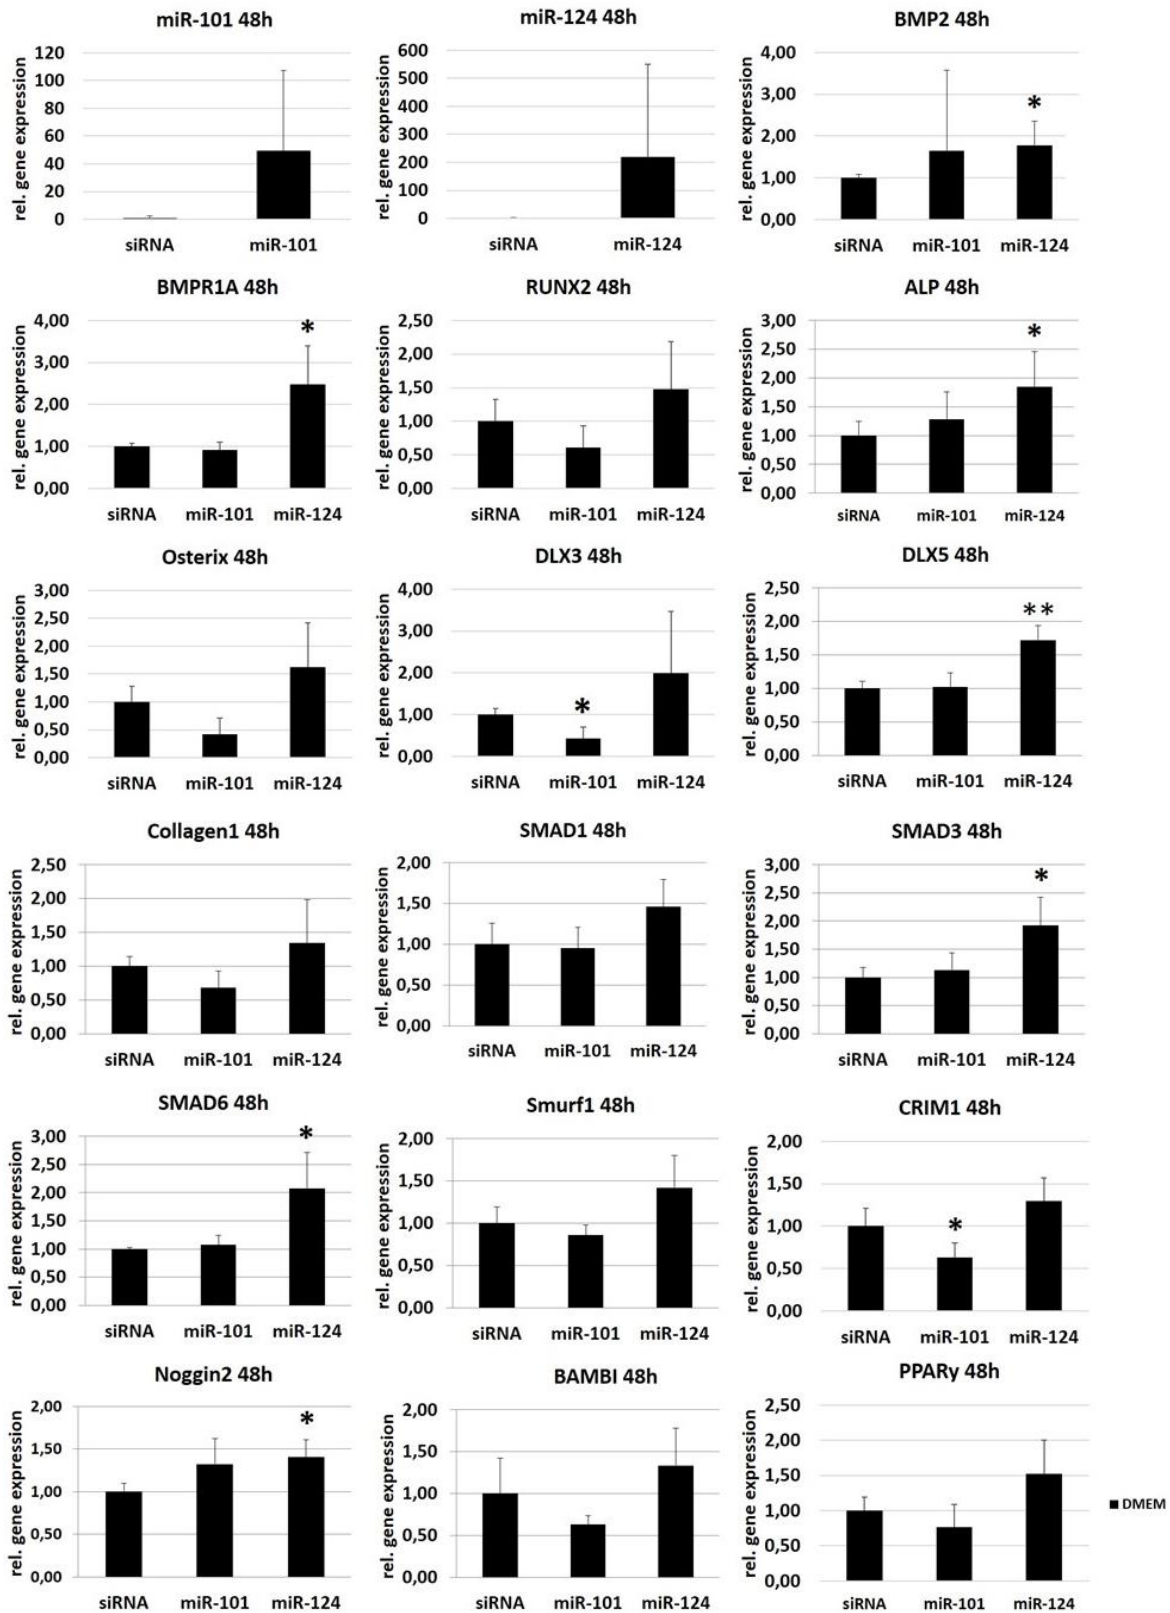 miR-101 48h
rel. gene expression
120
100
80
60
40
20
0
siRNA miR-101
miR-124 48h
rel. gene expression
600
500
400
300
200
100
0
siRNA miR-124
BMP2 48h
rel. gene expression
4,00
3,00
2,00
1,00
0,00
*
siRNA miR-101 miR-124
BMPR1A 48h
rel. gene expression
4,00
3,00
2,00
1,00
0,00
*
siRNA miR-101 miR-124
RUNX2 48h
rel. gene expression
2,50
2,00
1,50
1,00
0,50
0,00
siRNA miR-101 miR-124
ALP 48h
rel. gene expression
3,00
2,50
2,00
1,50
1,00
0,50
0,00
*
siRNA miR-101 miR-124
Osterix 48h
rel. gene expression
3,00
2,50
2,00
1,50
1,00
0,50
0,00
siRNA miR-101 miR-124
DLX3 48h
rel. gene expression
4,00
3,00
2,00
1,00
0,00
*
siRNA miR-101 miR-124
DLX5 48h
rel. gene expression
2,50
2,00
1,50
1,00
0,50
0,00
**
siRNA miR-101 miR-124
Collagen1 48h
rel. gene expression
2,50
2,00
1,50
1,00
0,50
0,00
siRNA miR-101 miR-124
SMAD1 48h
rel. gene expression
2,00
1,50
1,00
0,50
0,00
siRNA miR-101 miR-124
SMAD3 48h
rel. gene expression
3,00
2,50
2,00
1,50
1,00
0,50
0,00
*
siRNA miR-101 miR-124
SMAD6 48h
rel. gene expression
3,00
2,50
2,00
1,50
1,00
0,50
0,00
*
siRNA miR-101 miR-124
Smurf1 48h
rel. gene expression
2,00
1,50
1,00
0,50
0,00
siRNA miR-101 miR-124
CRIM1 48h
rel. gene expression
2,00
1,50
1,00
0,50
0,00
*
siRNA miR-101 miR-124
Noggin2 48h
rel. gene expression
2,00
1,50
1,00
0,50
0,00
*
siRNA miR-101 miR-124
BAMBI 48h
rel. gene expression
2,00
1,50
1,00
0,50
0,00
siRNA miR-101 miR-124
PPARy 48h
rel. gene expression
2,50
2,00
1,50
1,00
0,50
0,00
siRNA miR-101 miR-124
DMEM